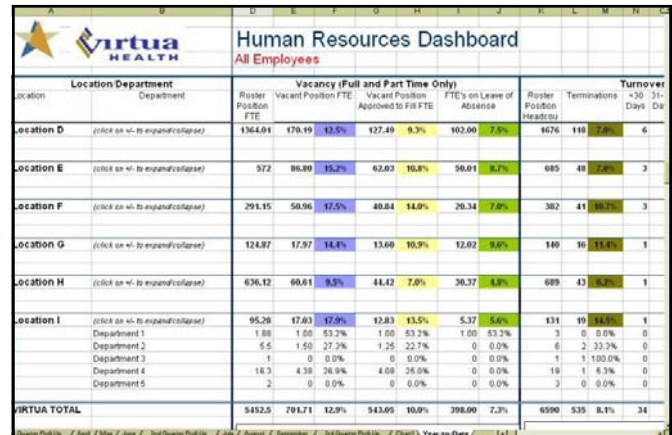 A B D E F G H I J K L M N
Virtua HEALTH
Human Resources Dashboard
All Employees
Location/Department Vacancy (Full and Part Time Only) Turnover
Location Department Roster Position FTE Vacant Position FTE Vacant Position Approved to Fill FTE FTE's on Leave of Absence Roster Position Headcou Terminations <30 Days 31-
Location D (click on +/- to expand/collapse) 1364.01 170.19 12.5% 127.49 9.3% 102.00 7.5% 1676 118 7.0% 6
Location E (click on +/- to expand/collapse) 572 86.80 15.2% 62.03 10.8% 50.01 8.7% 685 48 7.0% 3
Location F (click on +/- to expand/collapse) 291.15 50.96 17.5% 40.84 14.0% 20.34 7.0% 382 41 10.7% 3
Location G (click on +/- to expand/collapse) 124.87 17.97 14.4% 13.60 10.9% 12.02 9.6% 140 16 11.4% 1
Location H (click on +/- to expand/collapse) 636.12 60.61 9.5% 44.42 7.0% 30.37 4.8% 689 43 6.2% 1
Location I (click on +/- to expand/collapse) 95.28 17.03 17.9% 12.83 13.5% 5.37 5.6% 131 19 14.5% 1
Department 1 1.88 1.00 53.2% 1.00 53.2% 1.00 53.2% 3 0 0.0%
Department 2 5.5 1.50 27.3% 1.25 22.7% 0 0.0% 6 2 33.3%
Department 3 1 0 0.0% 0 0.0% 0 0.0% 1 1 100.0%
Department 4 16.3 4.38 26.9% 4.08 25.0% 0 0.0% 19 1 5.3%
Department 5 2 0 0.0% 0 0.0% 0 0.0% 3 0 0.0%
VIRTUA TOTAL 5452.5 701.71 12.9% 543.05 10.0% 398.00 7.3% 6590 535 8.1% 34
April May June July August September Year to Date